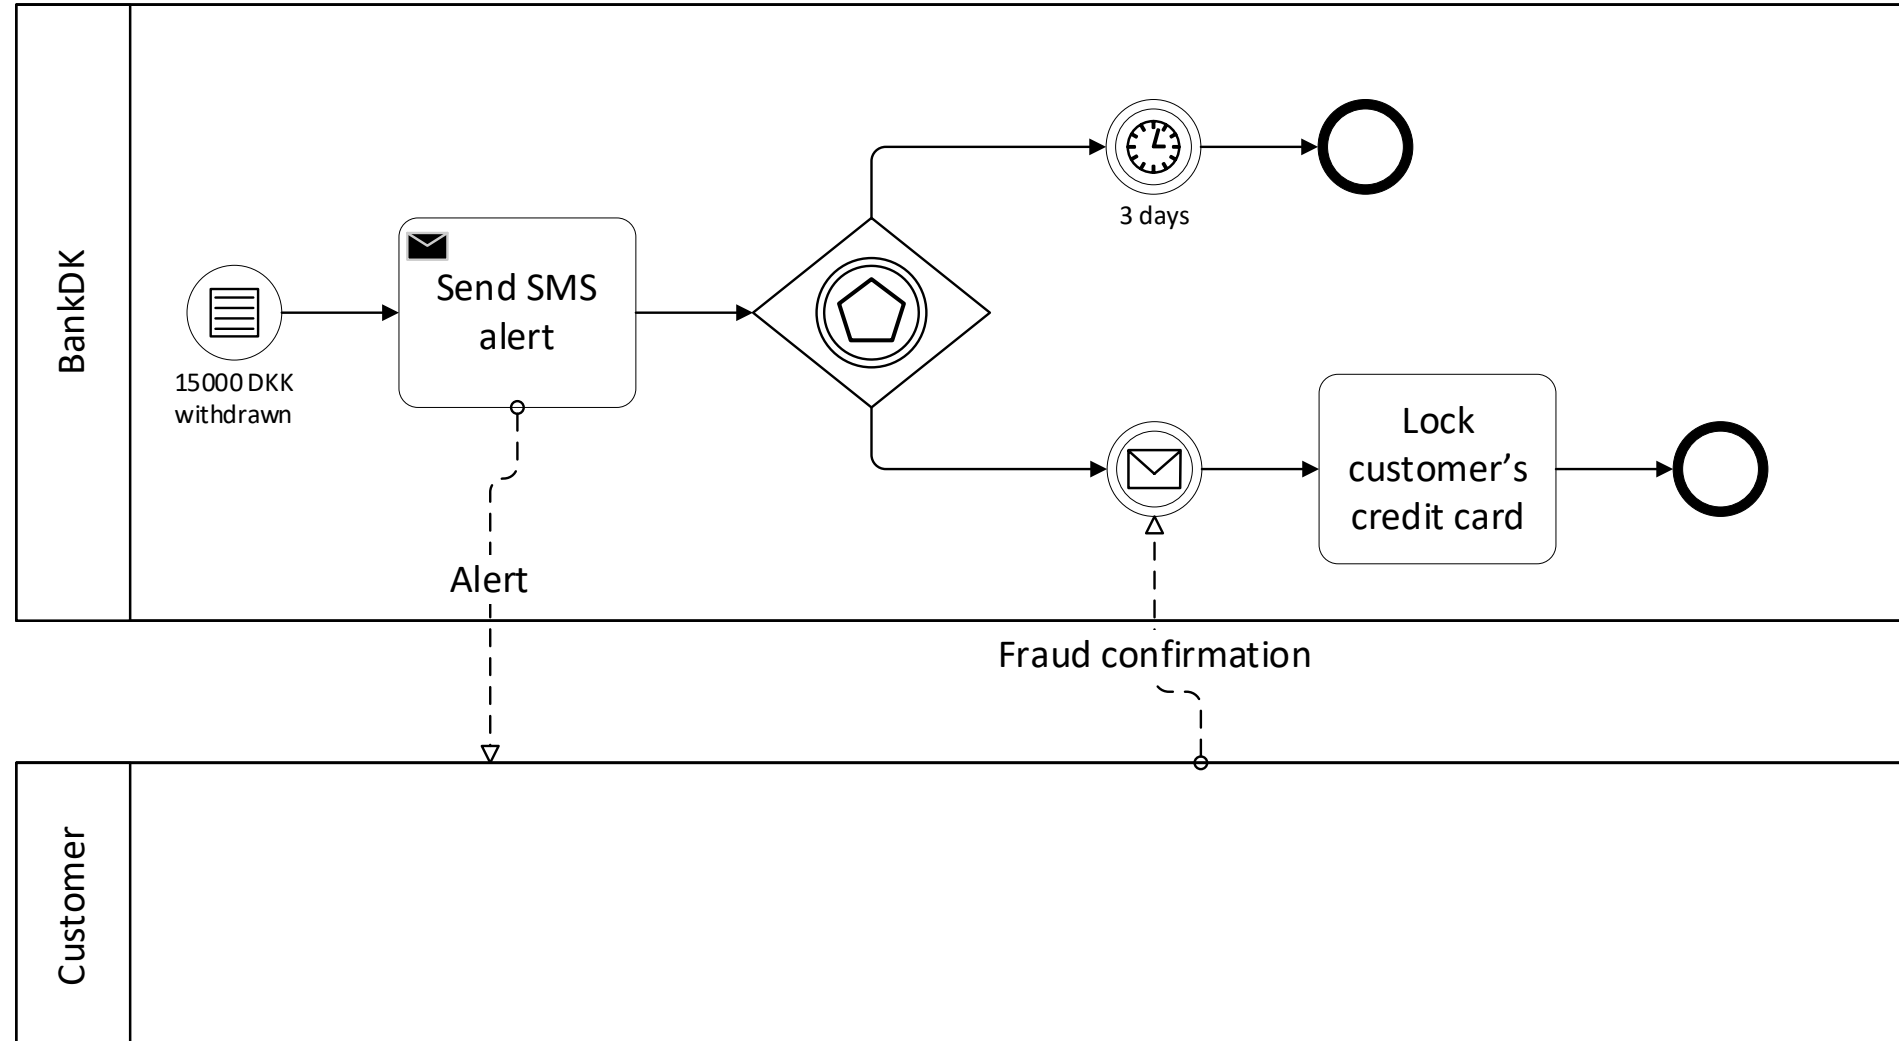 BankDK
15000 DKK
withdrawn
Send SMS
alert
3 days
Lock
customer's
credit card
Alert
Fraud confirmation
Customer